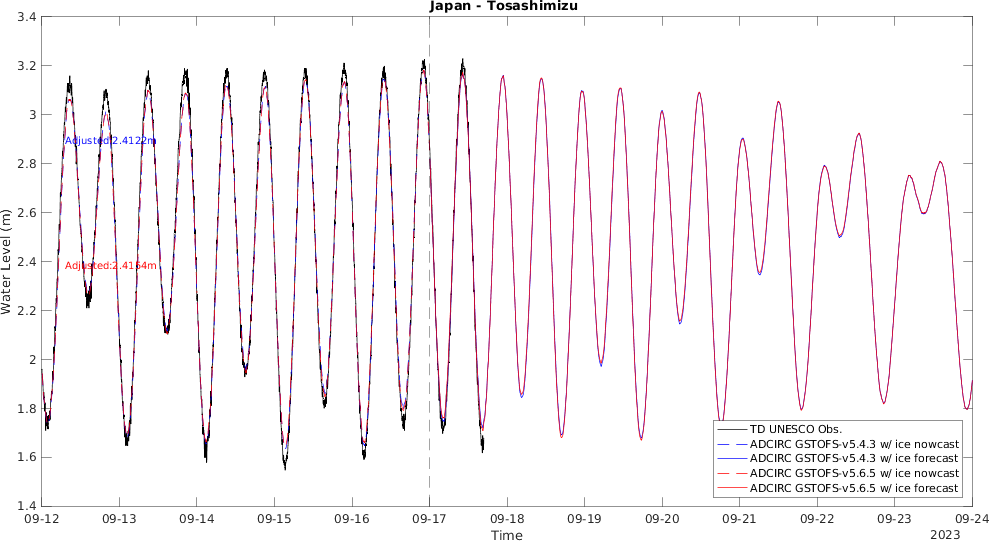 Japan - Tosashimizu
Water Level (m)
3.4
3.2
3
2.8
2.6
2.4
2.2
2
1.8
1.6
1.4
Adjusted:2.4122m
Adjusted:2.4154m
TD UNESCO Obs.
ADCIRC GSTOFS-v5.4.3 w/ ice nowcast
ADCIRC GSTOFS-v5.4.3 w/ ice forecast
ADCIRC GSTOFS-v5.6.5 w/ ice nowcast
ADCIRC GSTOFS-v5.6.5 w/ ice forecast
09-12 09-13 09-14 09-15 09-16 09-17 09-18 09-19 09-20 09-21 09-22 09-23 09-24
Time
2023